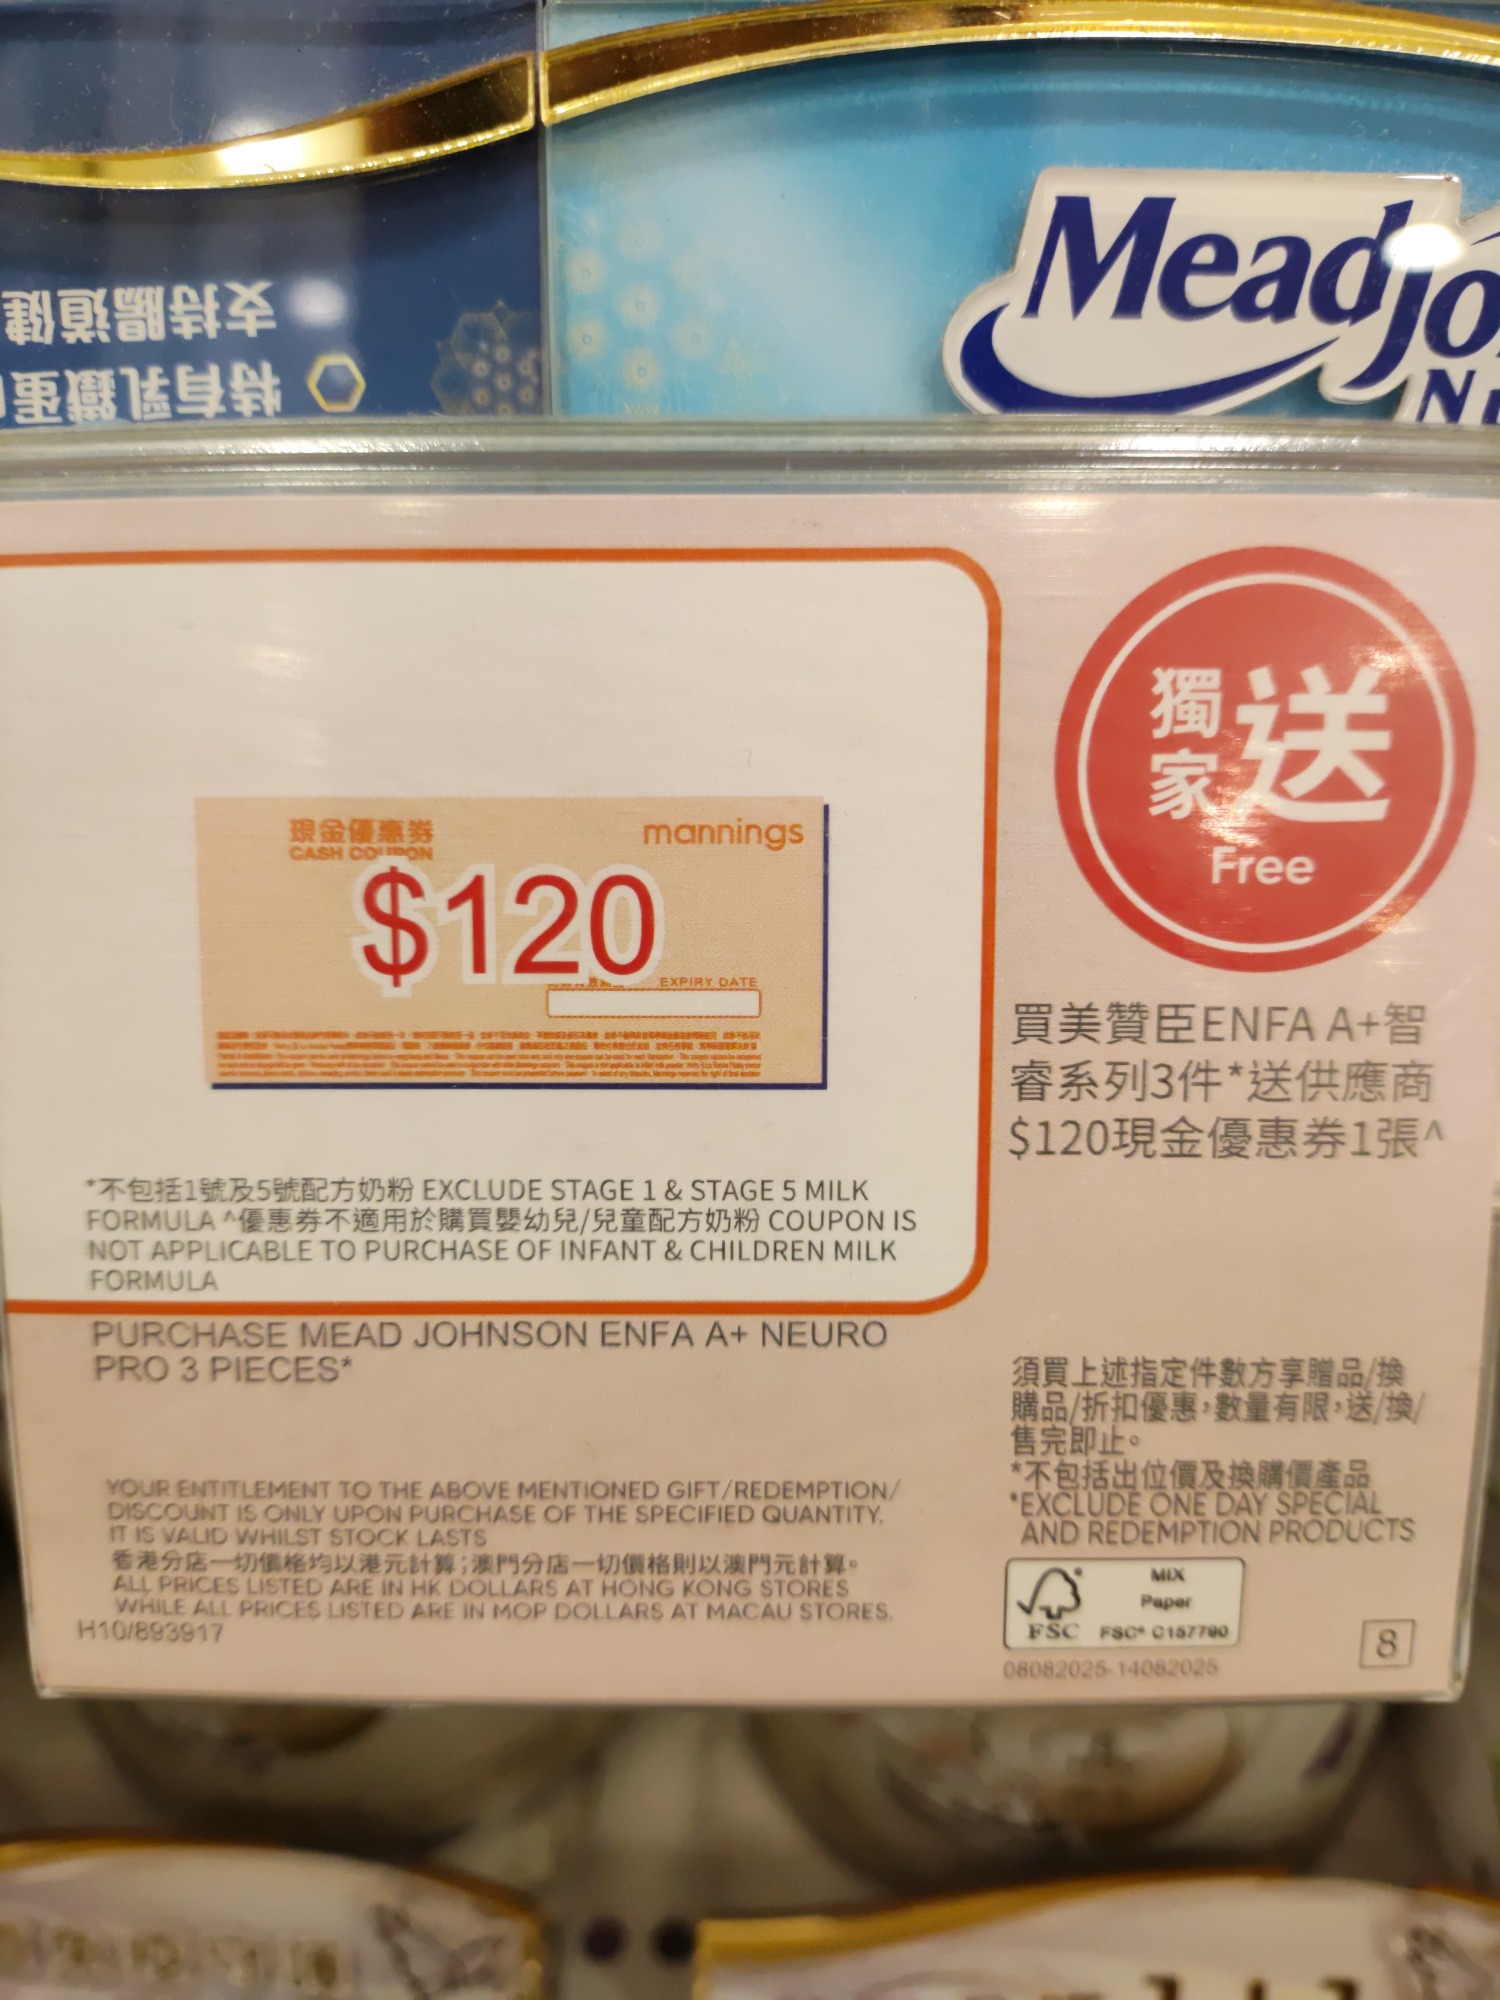 支持腸道健
特有乳鐵蛋
MeadJo
Nu
獨家
送
Free
現金優惠券
CASH COUPON
mannings
$120
EXPIRY DATE
買美贊臣ENFA A+智
睿系列3件*送供應商
$120現金優惠券1張^
*不包括1號及5號配方奶粉 EXCLUDE STAGE 1 & STAGE 5 MILK
FORMULA ^優惠券不適用於購買嬰幼兒/兒童配方奶粉 COUPON IS
NOT APPLICABLE TO PURCHASE OF INFANT & CHILDREN MILK
FORMULA
PURCHASE MEAD JOHNSON ENFA A+ NEURO
PRO 3 PIECES*
須買上述指定件數方享贈品/換
購品/折扣優惠，數量有限，送/換/
售完即止。
*不包括出位價及換購價產品
*EXCLUDE ONE DAY SPECIAL
AND REDEMPTION PRODUCTS
YOUR ENTITLEMENT TO THE ABOVE MENTIONED GIFT/REDEMPTION/
DISCOUNT IS ONLY UPON PURCHASE OF THE SPECIFIED QUANTITY.
IT IS VALID WHILST STOCK LASTS
香港分店一切價格均以港元計算；澳門分店一切價格則以澳門元計算。
ALL PRICES LISTED ARE IN HK DOLLARS AT HONG KONG STORES
WHILE ALL PRICES LISTED ARE IN MOP DOLLARS AT MACAU STORES.
H10/893917
MIX
Paper
FSC
FSC® C157790
08082025-14082025
8